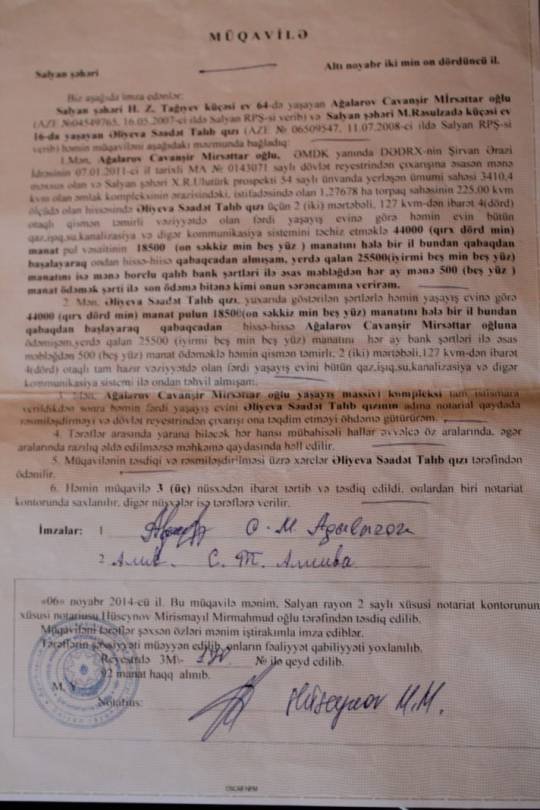 MÜQAVİLƏ
Salyan şəhəri Altı noyabr iki min on dördüncü il.
Biz aşağıda imza edənlər:
Salyan şəhəri H. Z. Tağıyev küçəsi ev 64-də yaşayan Ağalarov Cavanşir Mirsəttar oğlu
(AZE №04549765, 16.05.2007-ci ildə Salyan RPŞ-si verib) və Salyan şəhəri M.Rəsulzadə küçəsi ev
16-da yaşayan Əliyeva Səadət Talıb qızı (AZE № 06509547, 11.07.2008-ci ildə Salyan RPŞ-si
verib) həmin müqaviləni aşağıdakı məzmunda bağladıq:
1.Mən, Ağalarov Cavanşir Mirsəttar oğlu, ƏMDK yanında DƏDRX-nin Şirvan Ərazi
İdarəsinin 07.01.2011-ci il tarixli MA № 0143071 saylı dövlət reyestrindən çıxarışına əsasən mənə
məxsus olan və Salyan şəhəri X.R.Ulutürk prospekti 54 saylı ünvanda yerləşən ümumi sahəsi 3410,4
kvm olan əmlak kompleksinin ərazisindəki, istifadəsində olan 1,27678 ha torpaq sahəsinin 225,00 kvm
ölçüdə olan hissəsində Əliyeva Səadət Talıb qızı üçün 2 (iki) mərtəbəli, 127 kvm-dən ibarət 4(dörd)
otaqlı qismən təmirli vəziyyətdə olan fərdi yaşayış evinə görə həmin evin bütün
qaz,işıq,su,kanalizasiya və digər kommunikasiya sistemini təchiz etməklə 44000 (qırx dörd min)
manat pul vəsaitinin 18500 (on səkkiz min beş yüz ) manatını hələ bir il bundan qabaqdan
başlayaraq ondan hissə-hissə qabaqcadan almışam, yerdə qalan 25500(iyirmi beş min beş yüz)
manatını isə mənə borclu qalıb bank şərtləri ilə əsas məbləğdən hər ay mənə 500 (beş yüz )
manat ödəmək şərti ilə son ödəmə bitənə kimi onun sərəncamına verirəm.
2. Mən, Əliyeva Səadət Talıb qızı, yuxarıda göstərilən şərtlərlə həmin yaşayış evinə görə
44000 (qırx dörd min) manat pulun 18500(on səkkiz min beş yüz) manatını hələ bir il bundan
qabaqdan başlayaraq qabaqcadan hissə-hissə Ağalarov Cavanşir Mirsəttar oğluna
ödəmişəm,yerdə qalan 25500 (iyirmi beş min beş yüz) manatını hər ay bank şərtləri ilə əsas
məbləğdən 500 (beş yüz) manat ödəməklə həmin qismən təmirli, 2 (iki) mərtəbəli,127 kvm-dən ibarət
4(dörd) otaqlı tam hazır vəziyyətdə olan fərdi yaşayış evini bütün qaz,işıq,su,kanalizasiya və digər
kommunikasiya sistemi ilə ondan təhvil almışam.
3. Mən, Ağalarov Cavanşir Mirsəttar oğlu yaşayış massivi kompleksi tam istismara
verildikdən sonra həmin fərdi yaşayış evini Əliyeva Səadət Talıb qızının adına notarial qaydada
rəsmiləşdirməyi və dövlət reyestrindən çıxarışı ona təqdim etməyi öhdəmə götürürəm.
4. Tərəflər arasında yarana biləcək hər hansı mübahisəli hallar əvvəlcə öz aralarında, əgər
aralarında razılıq əldə edilməzsə məhkəmə qaydasında həll edilir.
5. Müqavilənin təsdiqi və rəsmiləşdirilməsi üzrə xərclər Əliyeva Səadət Talıb qızı tərəfindən
ödənilir.
6. Həmin müqavilə 3 (üç) nüsxədən ibarət tərtib və təsdiq edildi, onlardan biri notariat
kontorunda saxlanılır, digər nüsxələr isə tərəflərə verilir.
İmzalar: 1
2 С. Т. Алиева
«06» noyabr 2014-cü il. Bu müqavilə mənim, Salyan rayon 2 saylı xüsusi notariat kontorunun
xüsusi notariusu Hüseynov Mirismayıl Mirmahmud oğlu tərəfindən təsdiq edilib.
Müqaviləni tərəflər şəxsən özləri mənim iştirakımla imza ediblər.
Tərəflərin şəxsiyyəti müəyyən edilib, onların fəaliyyət qabiliyyəti yoxlanılıb.
Reyestrdə 3M- № ilə qeyd edilib.
92 manat haqq alınıb.
M. Y.
Notarius: Hüseynov M.M.